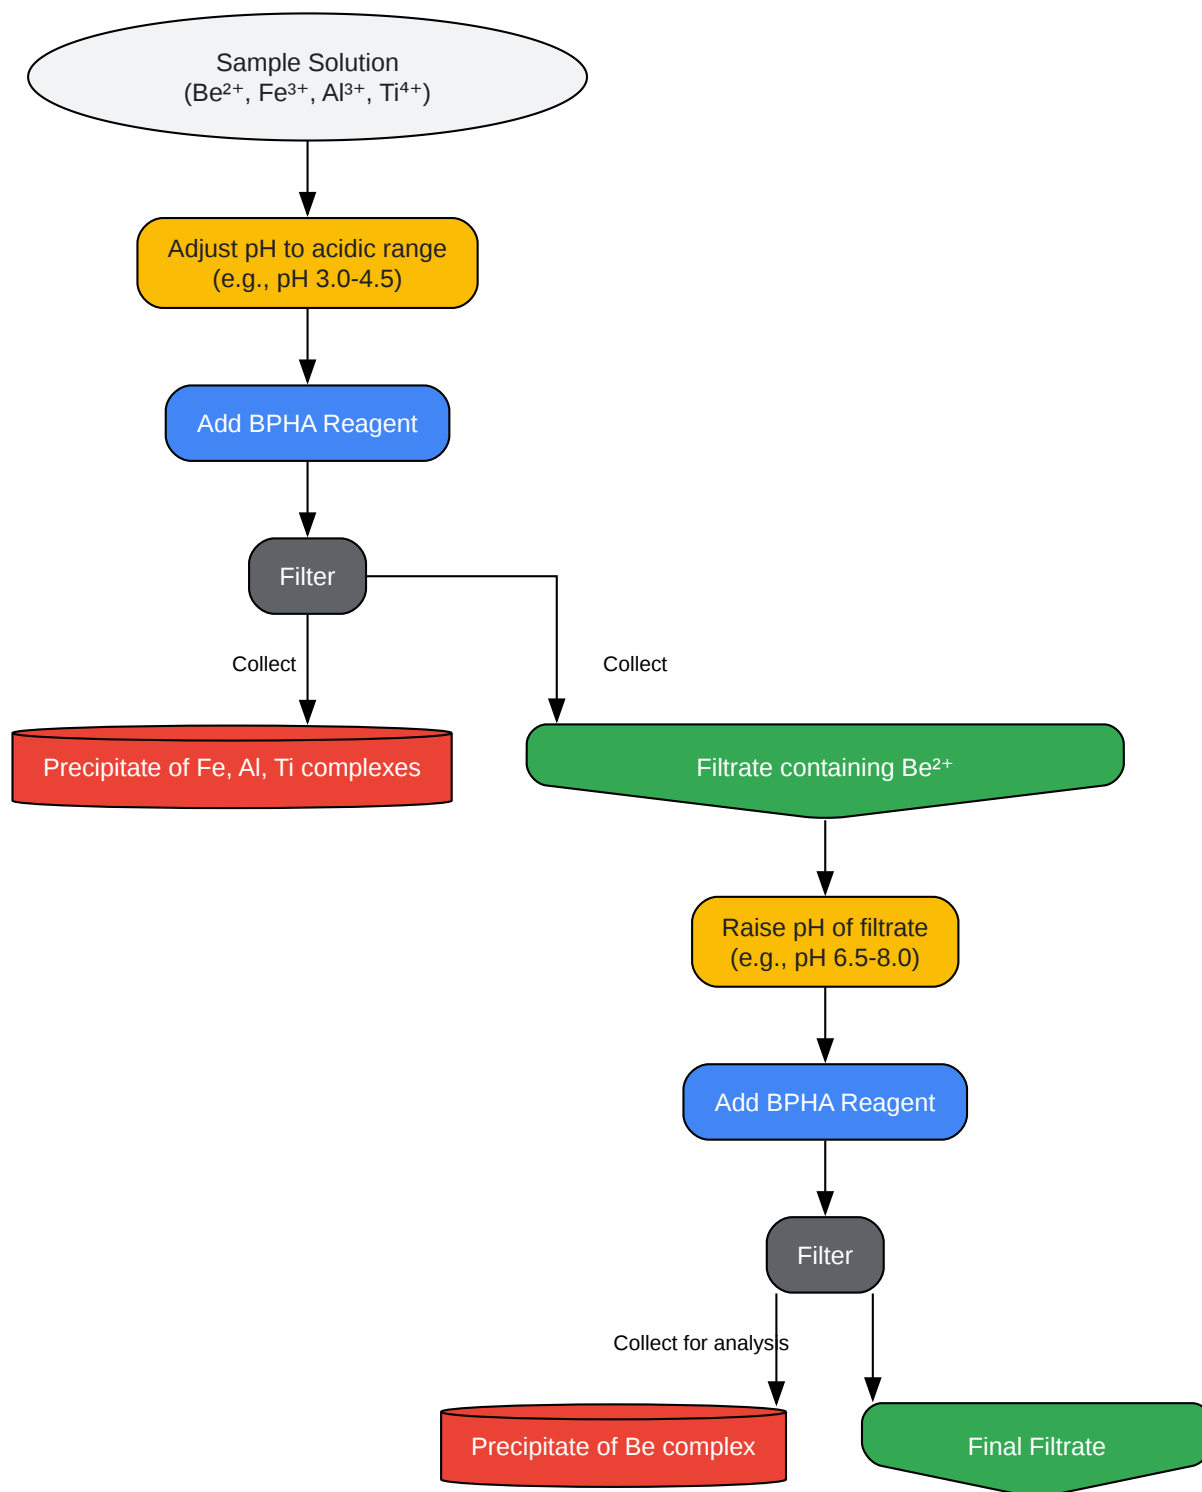 Sample Solution
(Be²⁺, Fe³⁺, Al³⁺, Ti⁴⁺)
Adjust pH to acidic range
(e.g., pH 3.0-4.5)
Add BPHA Reagent
Filter
Collect
Collect
Precipitate of Fe, Al, Ti complexes
Filtrate containing Be²⁺
Raise pH of filtrate
(e.g., pH 6.5-8.0)
Add BPHA Reagent
Filter
Collect for analysis
Precipitate of Be complex
Final Filtrate